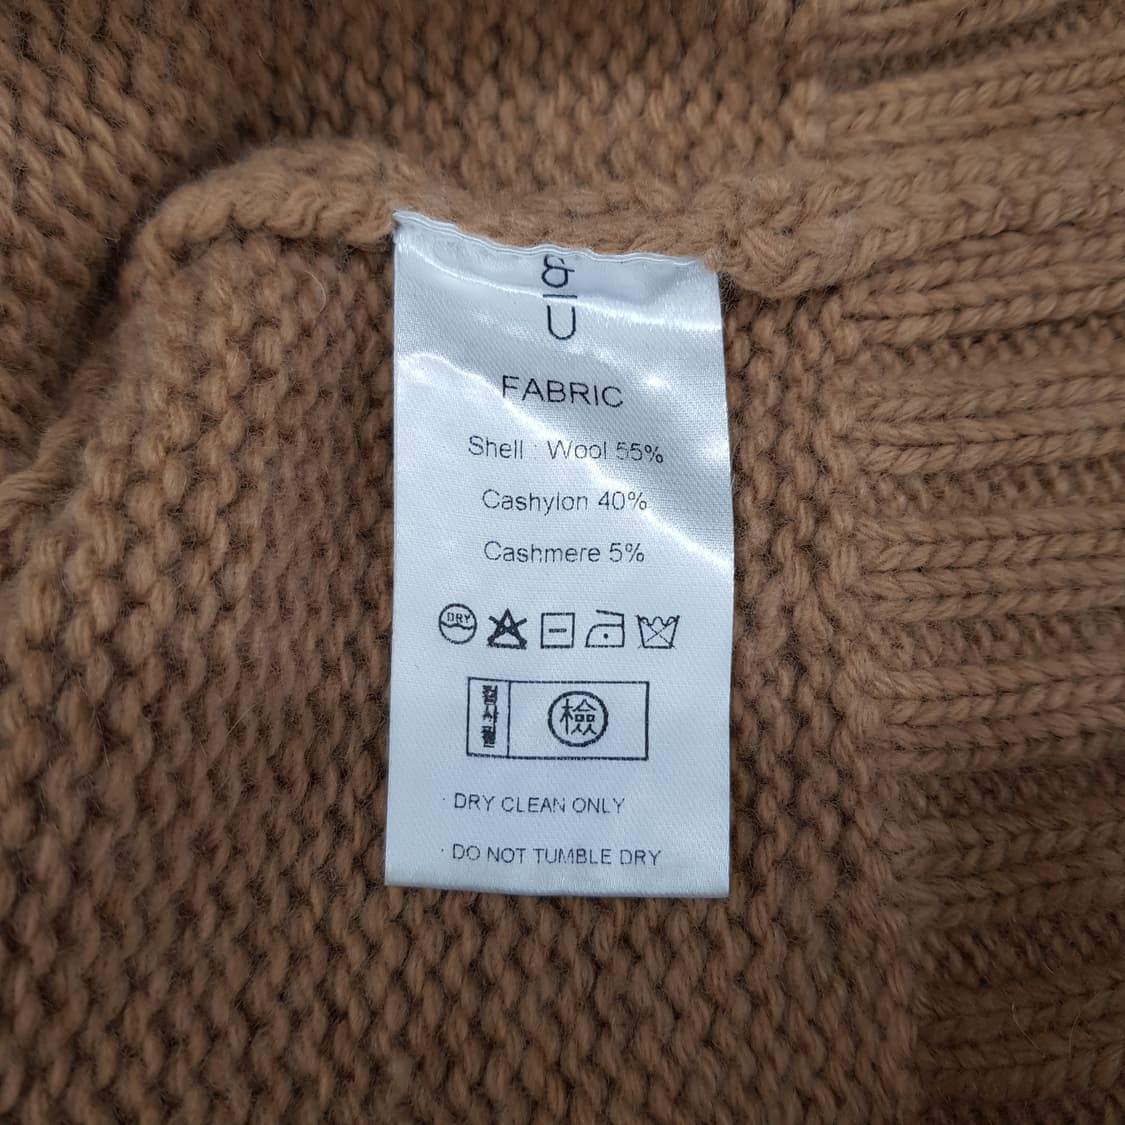 &
U
FABRIC
Shell : Wool 55%
Cashylon 40%
Cashmere 5%
DRY
검사필 檢
· DRY CLEAN ONLY
· DO NOT TUMBLE DRY